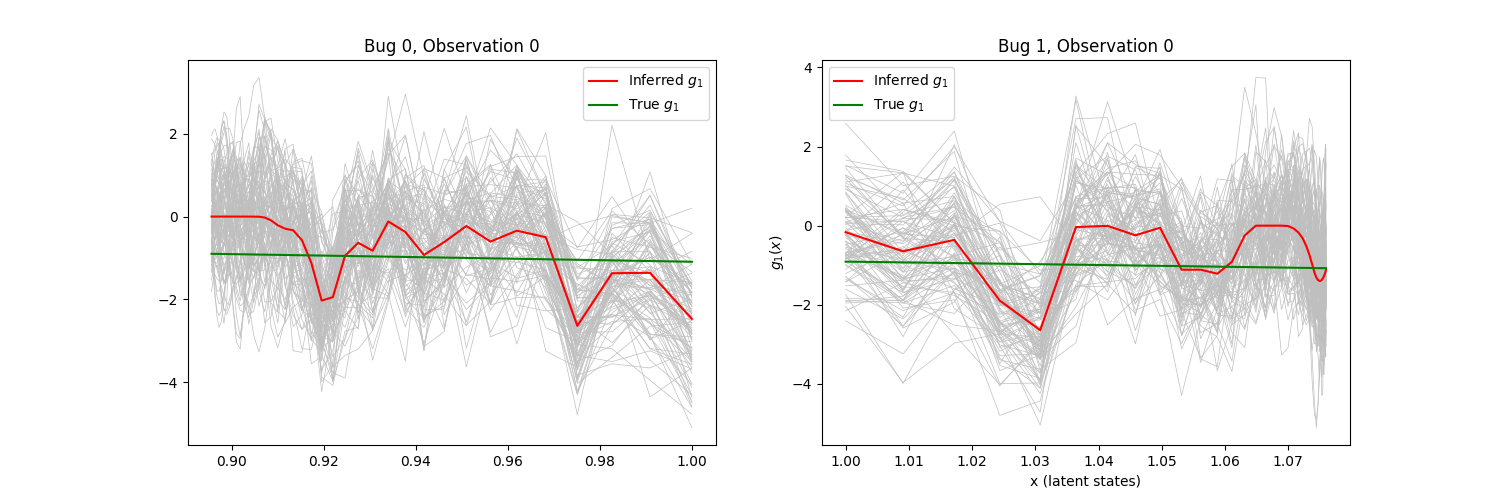 Bug 0, Observation 0
Inferred g₁
True g₁
2
0
−2
−4
0.90 0.92 0.94 0.96 0.98 1.00
Bug 1, Observation 0
Inferred g₁
True g₁
g₁(x)
4
2
0
−2
−4
1.00 1.01 1.02 1.03 1.04 1.05 1.06 1.07
x (latent states)